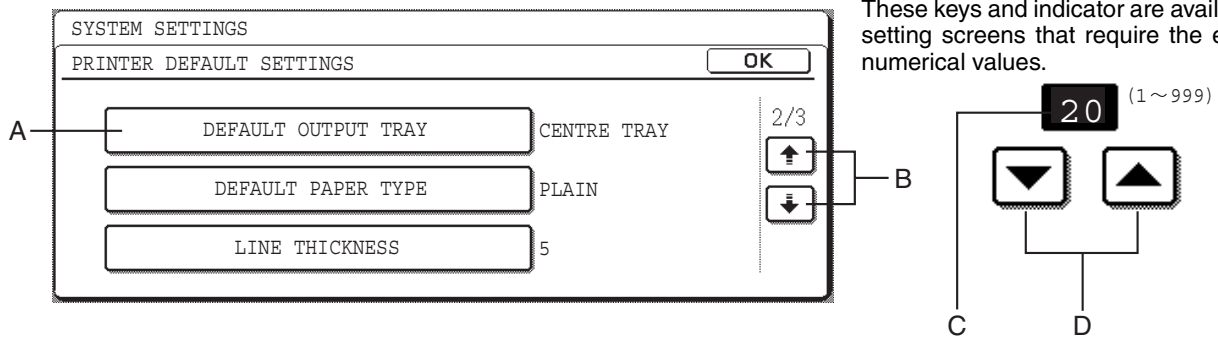 SYSTEM SETTINGS
PRINTER DEFAULT SETTINGS OK
A DEFAULT OUTPUT TRAY CENTRE TRAY 2/3
DEFAULT PAPER TYPE PLAIN B
LINE THICKNESS 5
These keys and indicator are
setting screens that require the
numerical values.
20 (1～999)
C D